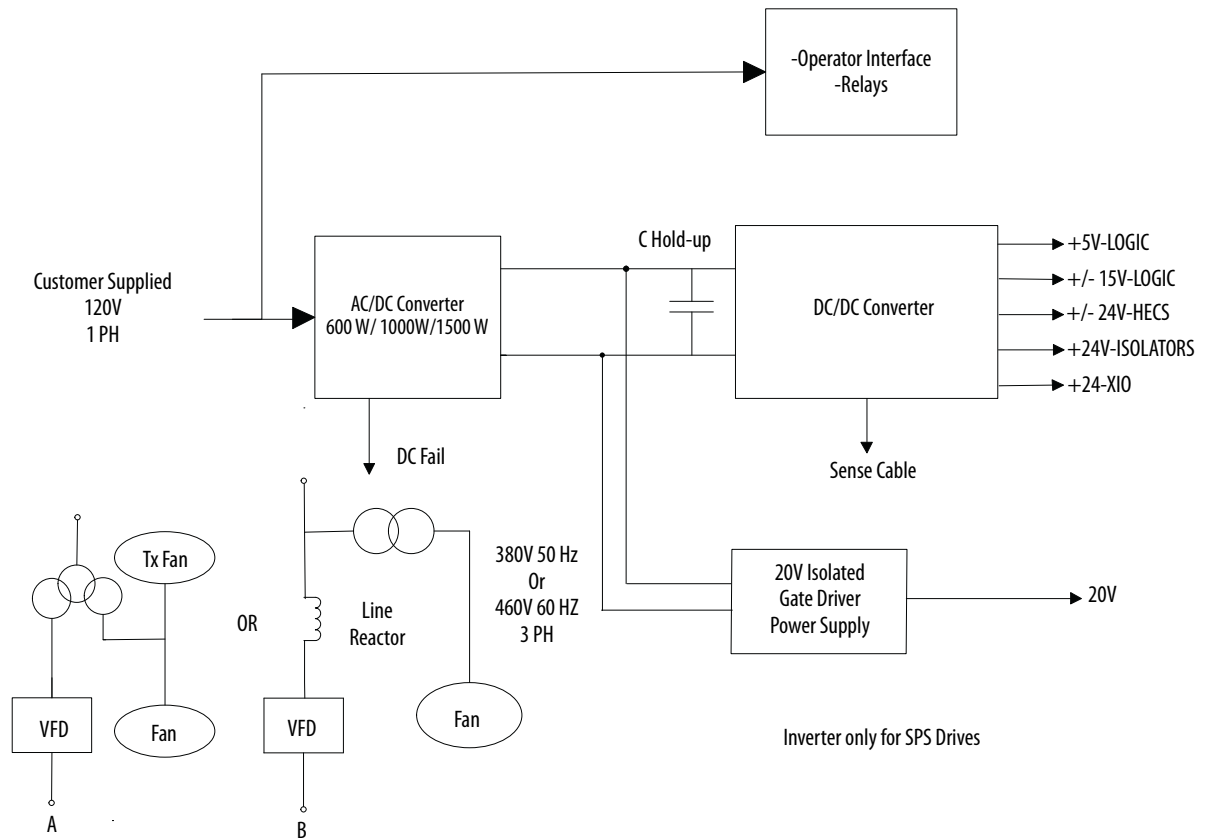 -Operator Interface
-Relays
C Hold-up
+5V-LOGIC
+/- 15V-LOGIC
+/- 24V-HECS
+24V-ISOLATORS
+24-XIO
Customer Supplied
120V
1 PH
AC/DC Converter
600 W/ 1000W/1500 W
DC/DC Converter
DC Fail
Sense Cable
Tx Fan
OR
Line
Reactor
380V 50 Hz
Or
460V 60 HZ
3 PH
20V Isolated
Gate Driver
Power Supply
20V
VFD
Fan
VFD
Fan
Inverter only for SPS Drives
A
B